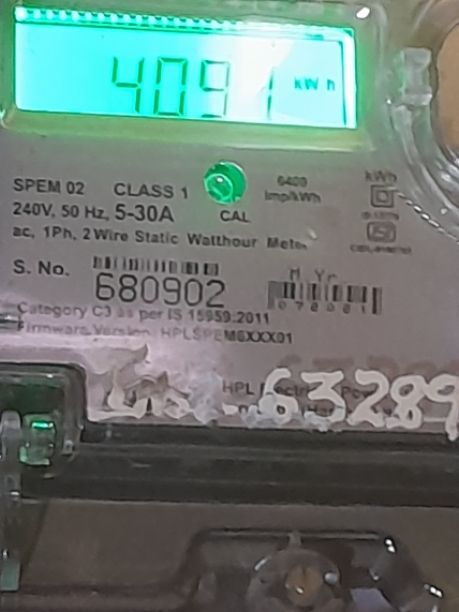 4091 kWh
SPEM 02 CLASS 1
6400
imp/kWh
kWh
240V, 50 Hz, 5-30A
CAL
ac, 1Ph, 2 Wire Static Watthour Meter
S. No.
680902
M Yr
Category C3 as per IS 15959:2011
Firmware Version: HPLSPEM6XXX01
HPL Electric
63289